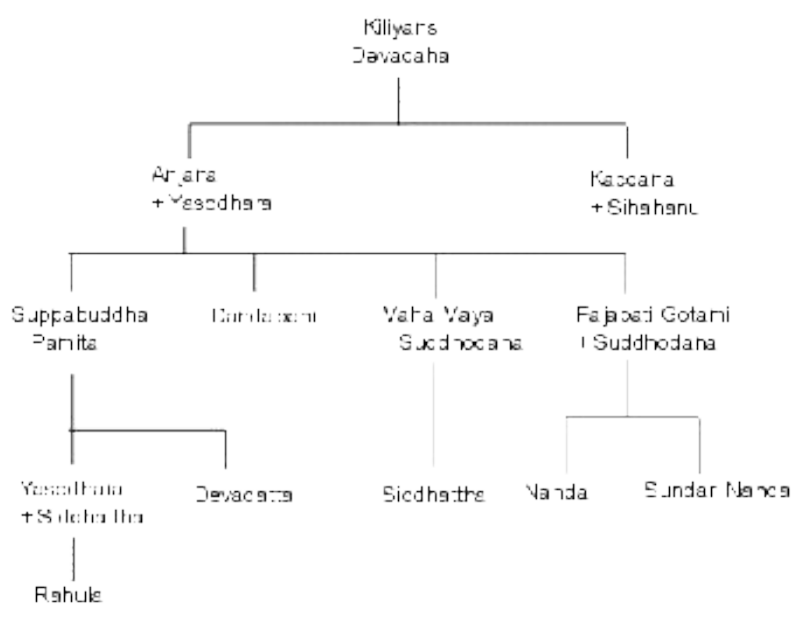 Kiliyans
Devadaha
Anjana
+ Yasodhara
Kaccana
+ Sihahanu
Suppabuddha
Pamita
Dandapani
Maha Maya
Suddhodana
Pajapati Gotami
+ Suddhodana
Yasodhara
+ Siddhattha
Devadatta
Siddhattha
Nanda
Sundari Nanda
Rahula